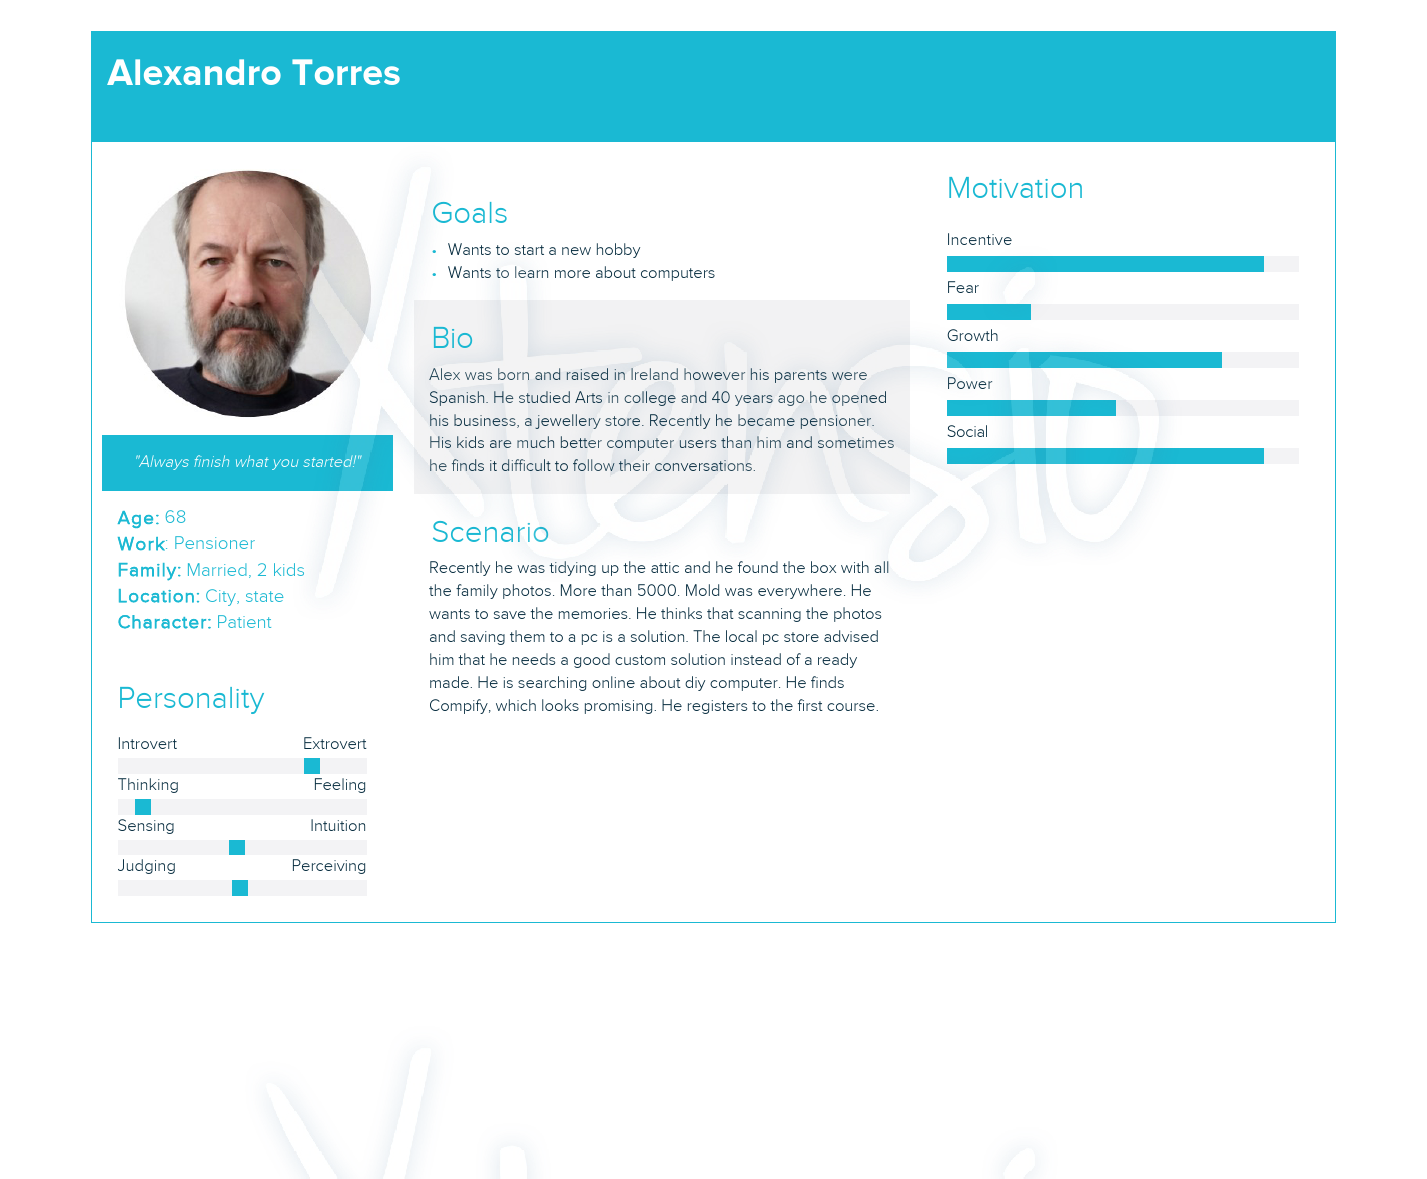 Alexandro Torres
"Always finish what you started!"
Age: 68
Work: Pensioner
Family: Married, 2 kids
Location: City, state
Character: Patient
Personality
Introvert Extrovert
Thinking Feeling
Sensing Intuition
Judging Perceiving
Goals
• Wants to start a new hobby
• Wants to learn more about computers
Bio
Alex was born and raised in Ireland however his parents were
Spanish. He studied Arts in college and 40 years ago he opened
his business, a jewellery store. Recently he became pensioner.
His kids are much better computer users than him and sometimes
he finds it difficult to follow their conversations.
Scenario
Recently he was tidying up the attic and he found the box with all
the family photos. More than 5000. Mold was everywhere. He
wants to save the memories. He thinks that scanning the photos
and saving them to a pc is a solution. The local pc store advised
him that he needs a good custom solution instead of a ready
made. He is searching online about diy computer. He finds
Compify, which looks promising. He registers to the first course.
Motivation
Incentive
Fear
Growth
Power
Social
Xtensio